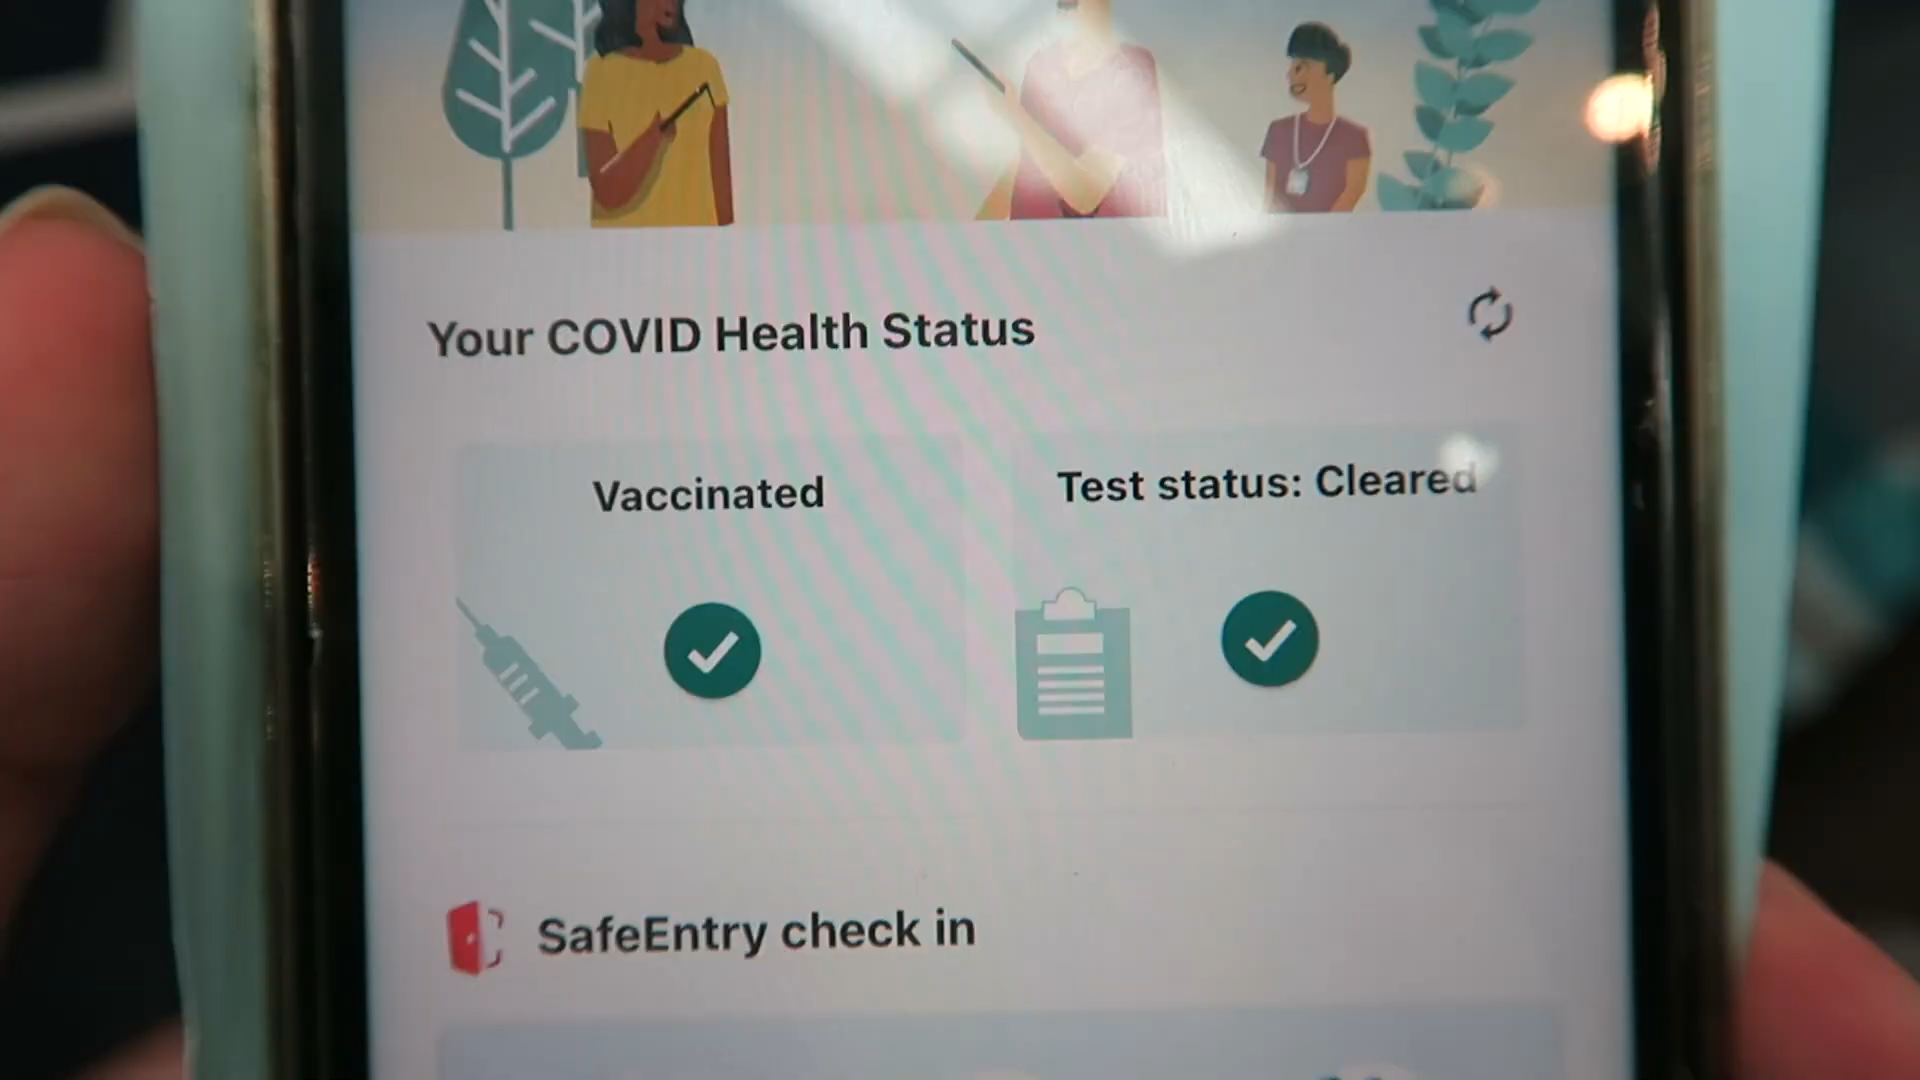 Your COVID Health Status
Vaccinated
Test status: Cleared
SafeEntry check in